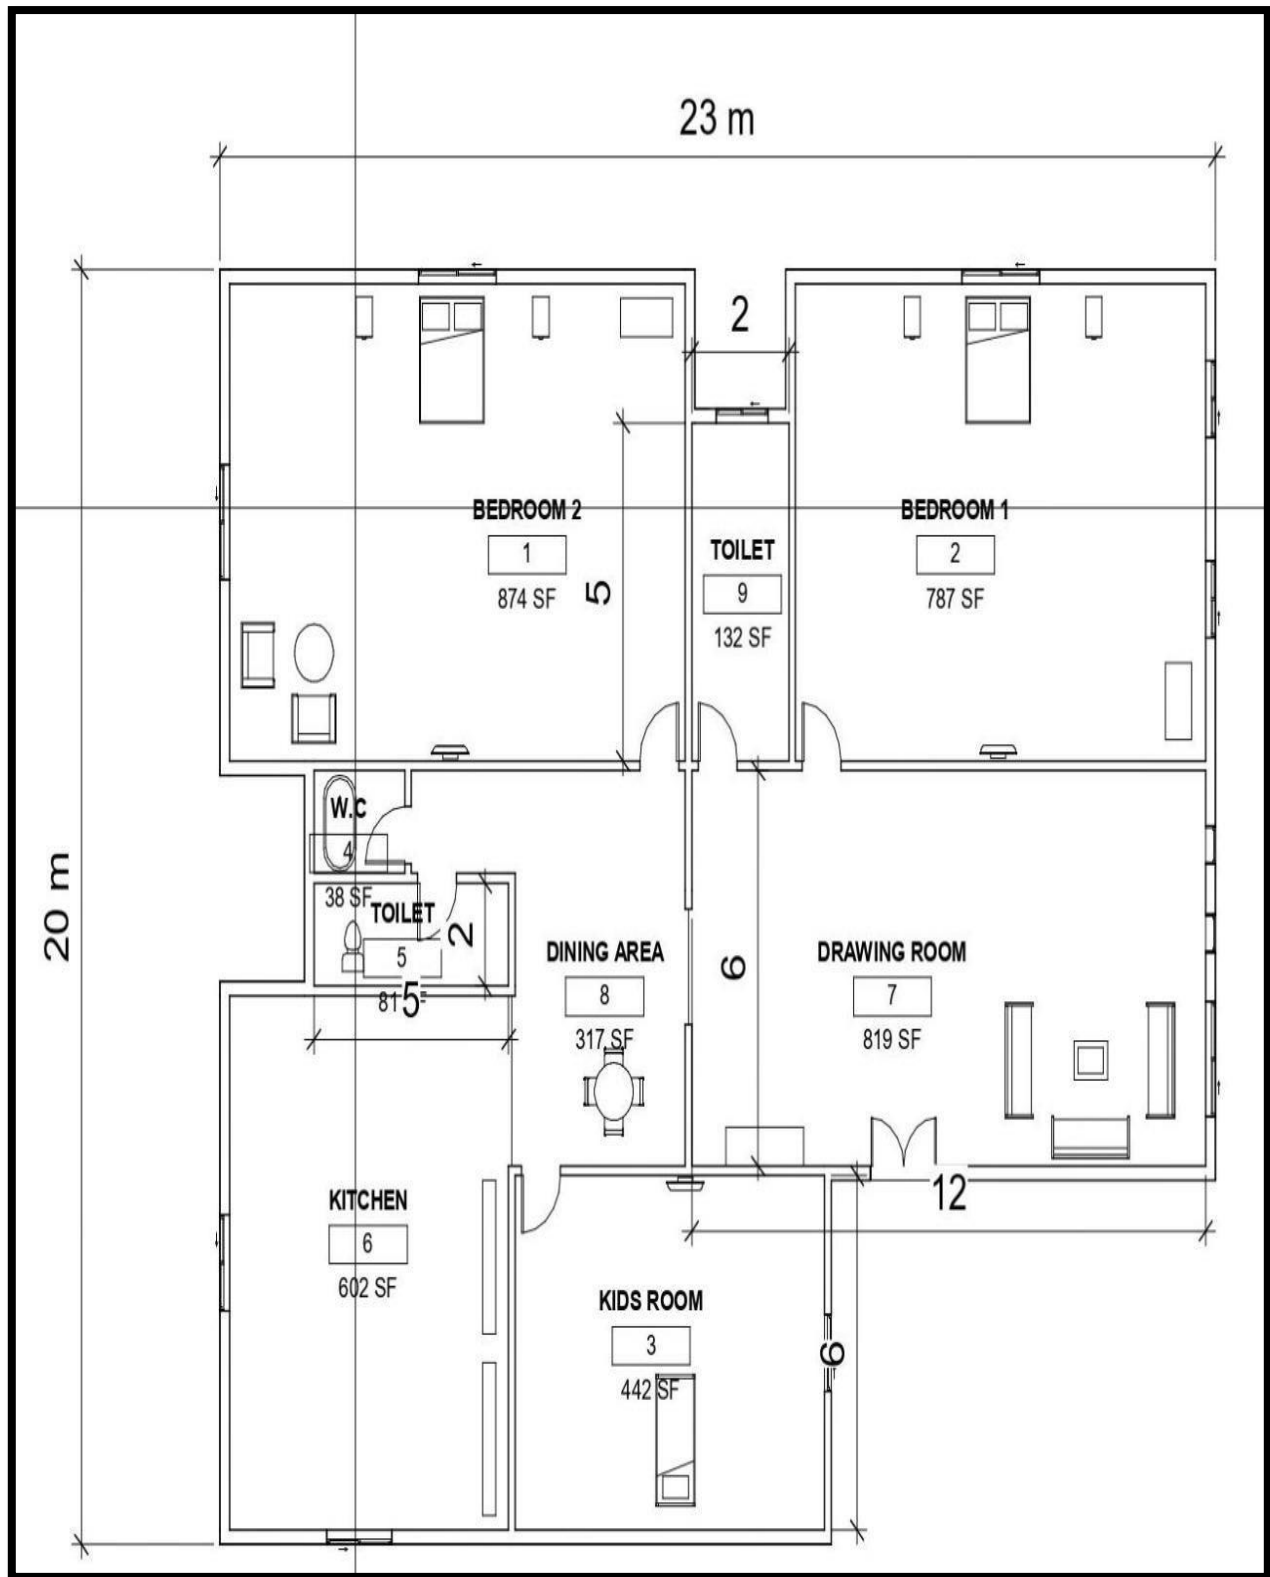 23 m
2
BEDROOM 2
1
874 SF
5
TOILET
9
132 SF
BEDROOM 1
2
787 SF
20 m
W.C
4
38 SF
TOILET
5
2
81
5
DINING AREA
8
317 SF
6
DRAWING ROOM
7
819 SF
12
KITCHEN
6
602 SF
KIDS ROOM
3
442 SF
6